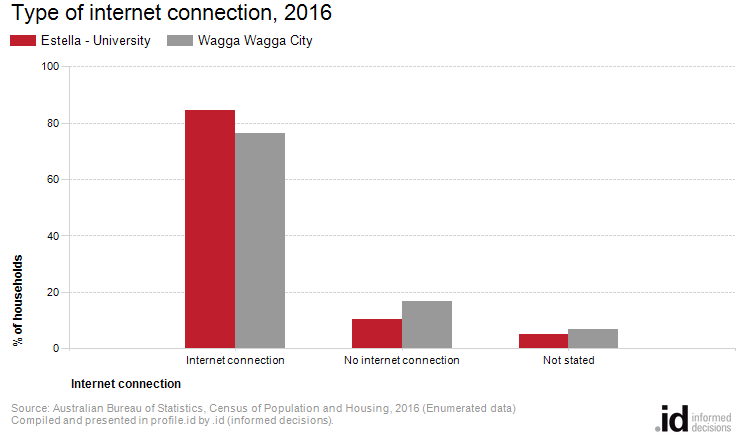 Type of internet connection, 2016
Estella - University
Wagga Wagga City
100
80
60
40
20
0
% of households
Internet connection
No internet connection
Not stated
Internet connection
Source: Australian Bureau of Statistics, Census of Population and Housing, 2016 (Enumerated data)
Compiled and presented in profile.id by .id (informed decisions).
.id informed
decisions